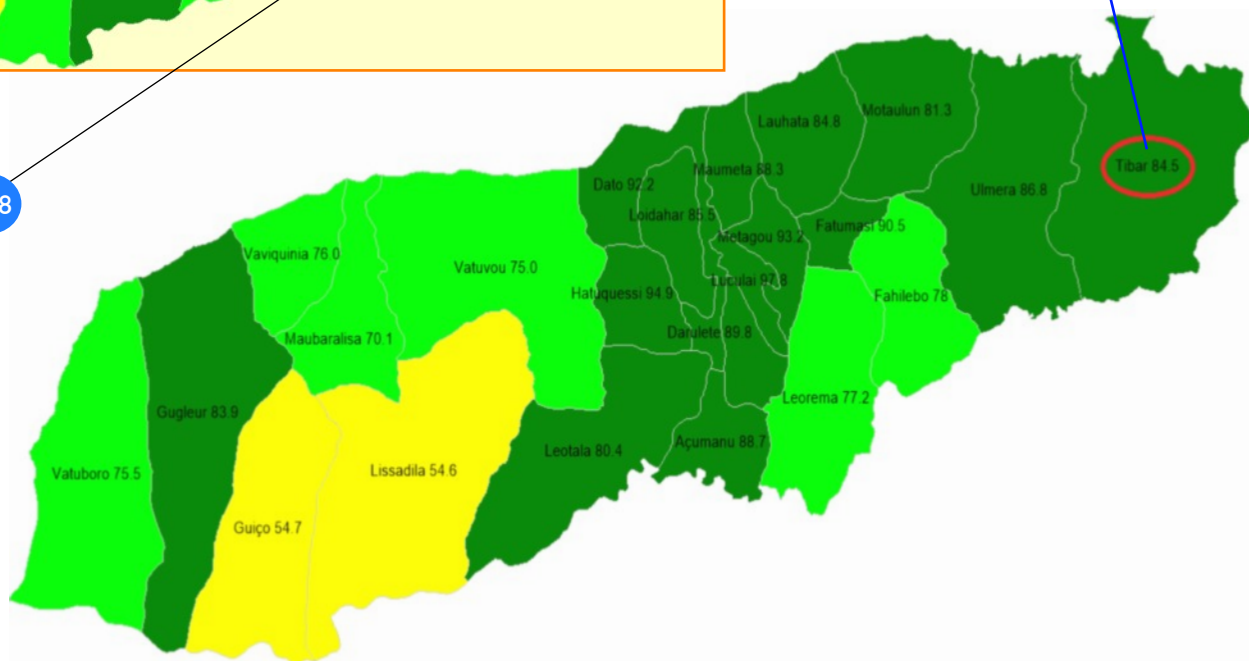 Lauhata 84.8
Motaulun 81.3
Maumeta 68.3
Tibar 84.5
Dato 92.2
Ulmera 86.8
Loidahar 85.5
Fatumasi 90.5
Metagou 93.2
8
Vaviquinia 76.0
Vatuvou 75.0
Luculai 97.8
Hatuquessi 94.9
Fahilebo 78
Darulete 89.8
Maubaralisa 70.1
Leorema 77.2
Gugleur 83.9
Açumanu 88.7
Leotala 80.4
Lissadila 54.6
Vatuboro 75.5
Guiço 54.7